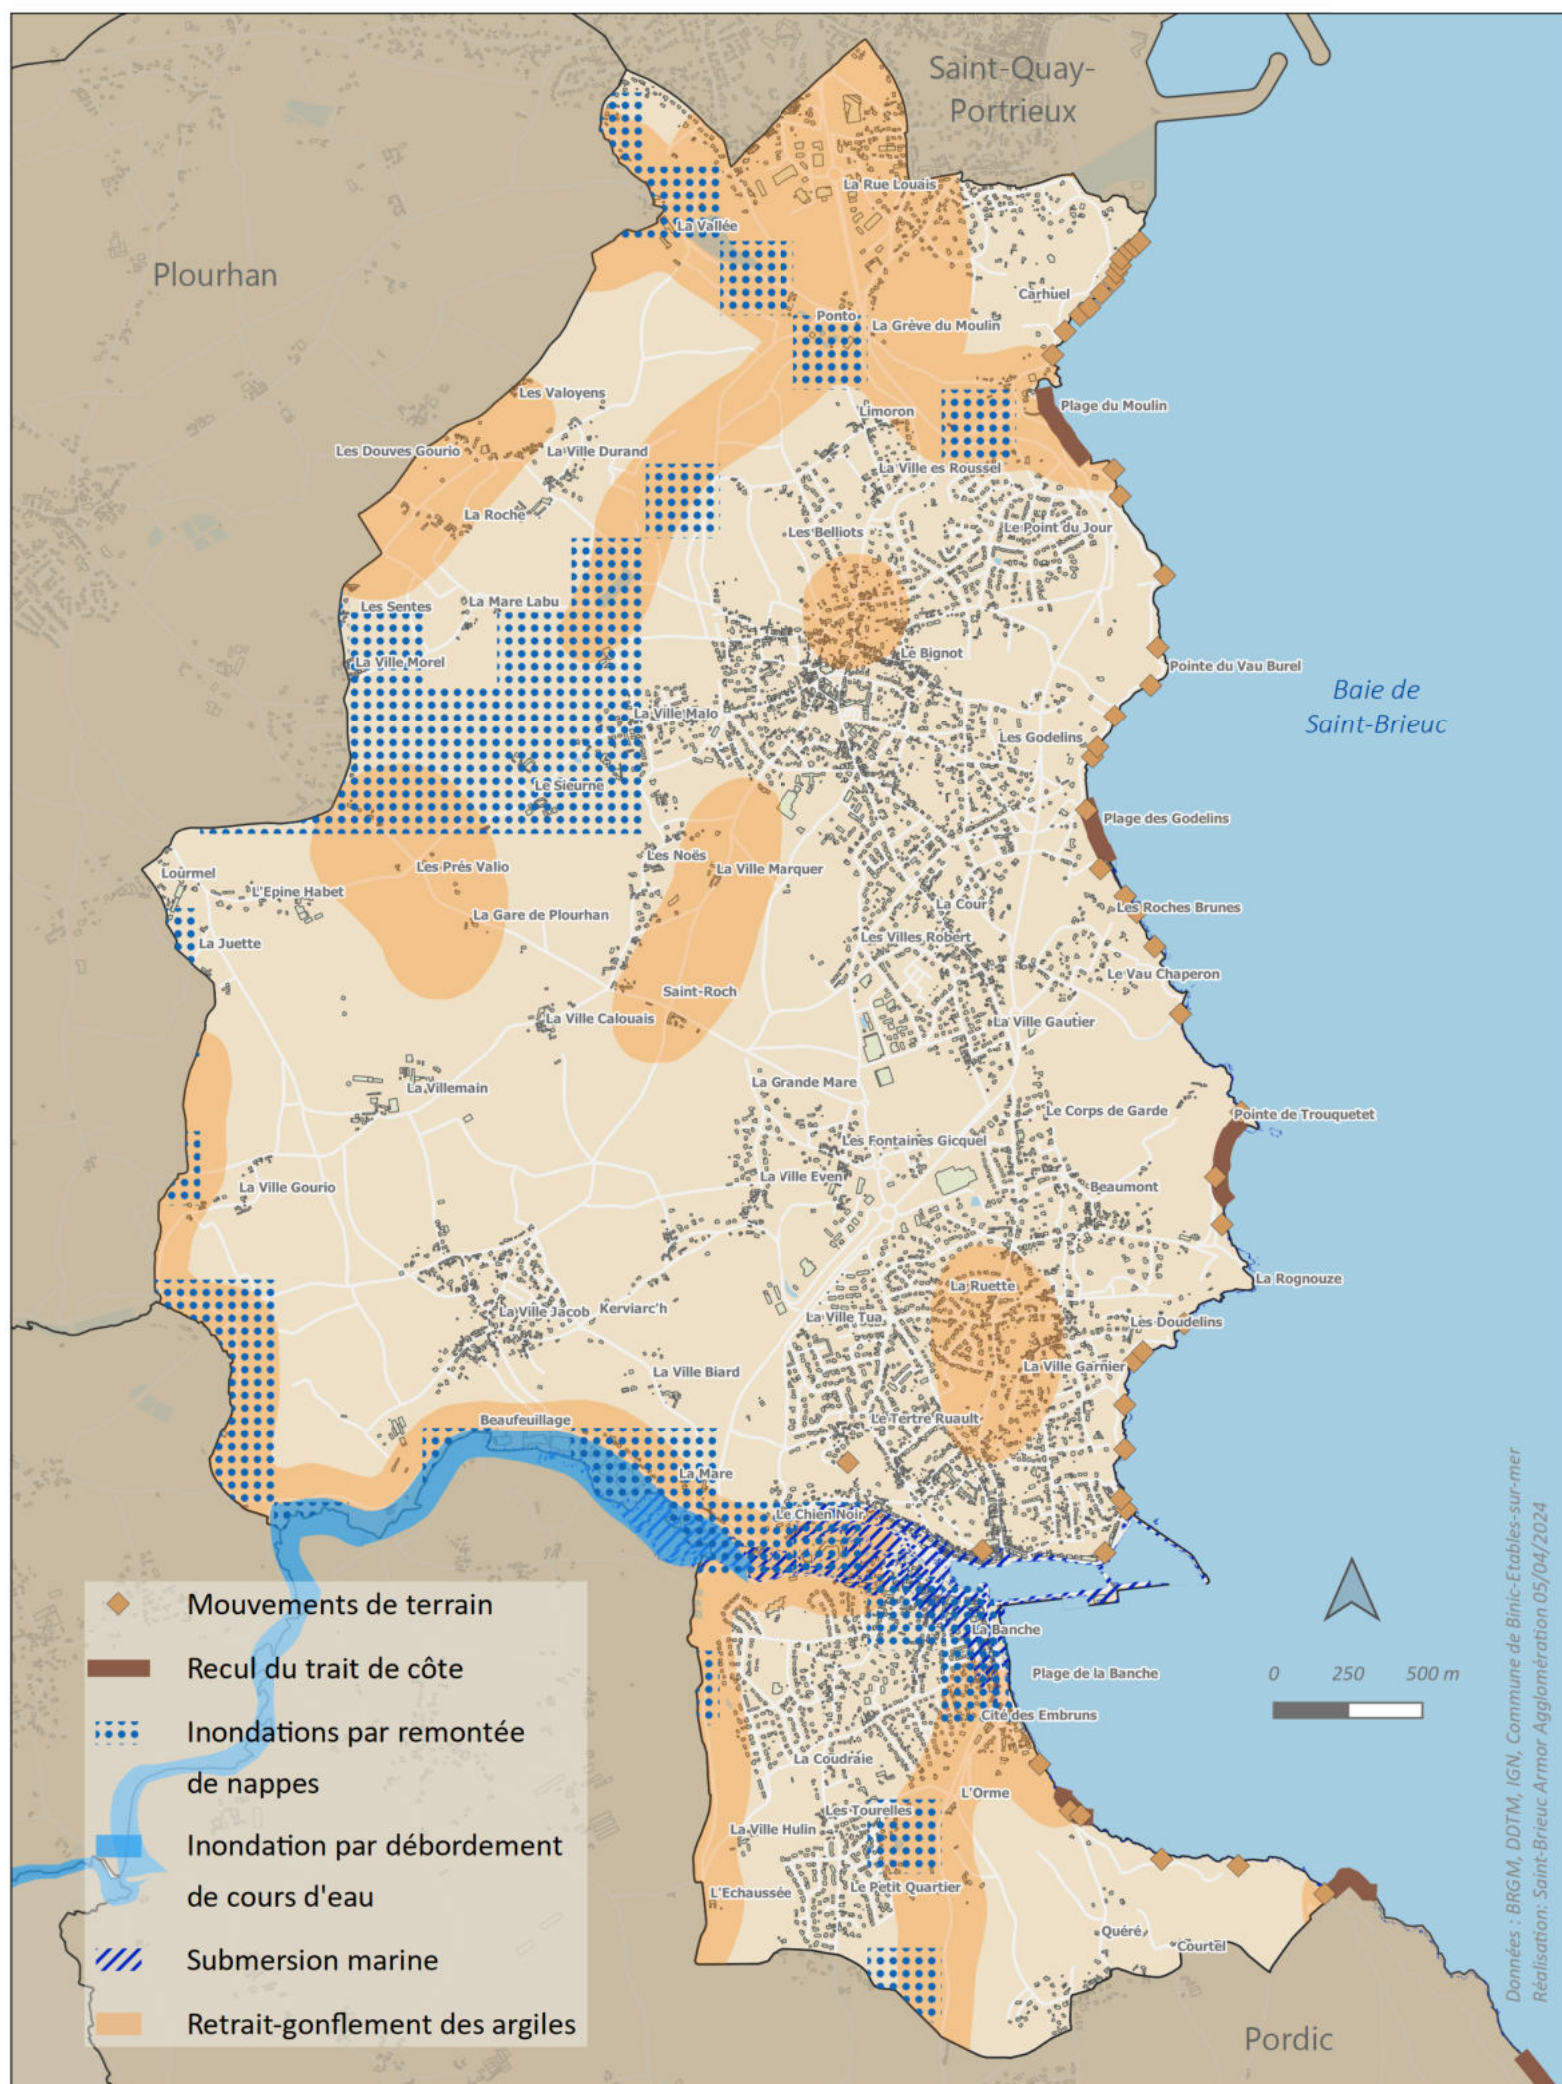 Saint-Quay-
Portrieux
Plourhan
La Rue Louais
La Vallée
Carhuel
Ponto
La Grève du Moulin
Les Valoyens
Plage du Moulin
Limoron
Les Douves Gourio
La Ville Durand
La Ville es Roussel
La Roche
Les Belliots
Le Point du Jour
Les Sentes
La Mare Labu
La Ville Morel
Le Bignot
Pointe du Vau Burel
Baie de
Saint-Brieuc
La Ville Malo
Les Godelins
Le Sieurne
Plage des Godelins
Les Noës
Les Prés Valio
La Ville Marquer
Lourmel
L'Epine Habet
La Cour
Les Roches Brunes
La Gare de Plourhan
Les Villes Robert
La Juette
Le Vau Chaperon
Saint-Roch
La Ville Calouais
La Ville Gautier
La Grande Mare
La Villemain
Le Corps de Garde
Pointe de Trouquetet
Les Fontaines Gicquel
La Ville Even
La Ville Gourio
Beaumont
La Ruette
La Rognouze
La Ville Jacob
Kerviarc'h
La Ville Tua
Les Doudelins
La Ville Biard
La Ville Garnier
Beaufeuillage
Le Tertre Ruault
La Mare
Le Chien Noir
La Banche
Plage de la Banche
Cité des Embruns
La Coudraie
L'Orme
Les Tourelles
La Ville Hulin
Le Petit Quartier
L'Echaussée
Quéré
Courtel
Pordic
Mouvements de terrain
Recul du trait de côte
Inondations par remontée
de nappes
Inondation par débordement
de cours d'eau
Submersion marine
Retrait-gonflement des argiles
0 250 500 m
Données : BRGM, DDTM, IGN, Commune de Binic-Etables-sur-mer
Réalisation: Saint-Brieuc Armor Agglomération 05/04/2024